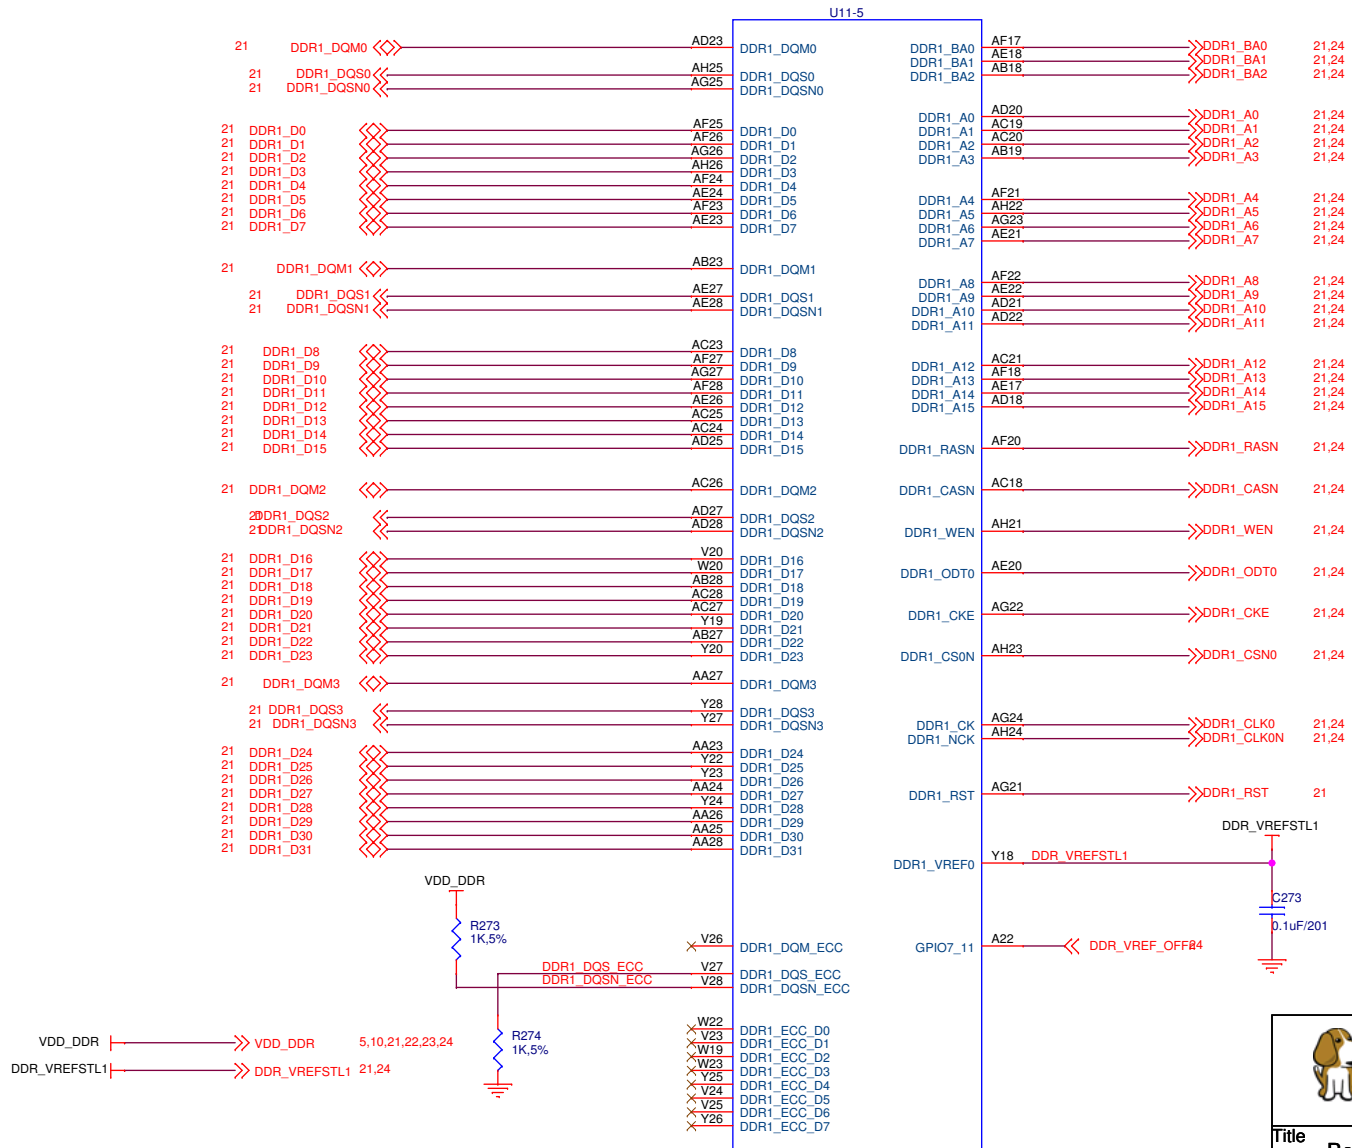 U11-5
21 DDR1_DQM0 AD23 DDR1_DQM0 DDR1_BA0 AF17 DDR1_BA0 21,24
DDR1_BA1 AE18 DDR1_BA1 21,24
21 DDR1_DQS0 AH25 DDR1_DQS0 DDR1_BA2 AB18 DDR1_BA2 21,24
21 DDR1_DQSN0 AG25 DDR1_DQSN0
DDR1_A0 AD20 DDR1_A0 21,24
21 DDR1_D0 AF25 DDR1_D0 DDR1_A1 AC19 DDR1_A1 21,24
21 DDR1_D1 AF26 DDR1_D1 DDR1_A2 AC20 DDR1_A2 21,24
21 DDR1_D2 AG26 DDR1_D2 DDR1_A3 AB19 DDR1_A3 21,24
21 DDR1_D3 AH26 DDR1_D3
21 DDR1_D4 AF24 DDR1_D4
21 DDR1_D5 AE24 DDR1_D5 DDR1_A4 AF21 DDR1_A4 21,24
21 DDR1_D6 AF23 DDR1_D6 DDR1_A5 AH22 DDR1_A5 21,24
21 DDR1_D7 AE23 DDR1_D7 DDR1_A6 AG23 DDR1_A6 21,24
DDR1_A7 AE21 DDR1_A7 21,24
21 DDR1_DQM1 AB23 DDR1_DQM1
DDR1_A8 AF22 DDR1_A8 21,24
21 DDR1_DQS1 AE27 DDR1_DQS1 DDR1_A9 AE22 DDR1_A9 21,24
21 DDR1_DQSN1 AE28 DDR1_DQSN1 DDR1_A10 AD21 DDR1_A10 21,24
DDR1_A11 AD22 DDR1_A11 21,24
21 DDR1_D8 AC23 DDR1_D8
21 DDR1_D9 AF27 DDR1_D9 DDR1_A12 AC21 DDR1_A12 21,24
21 DDR1_D10 AG27 DDR1_D10 DDR1_A13 AF18 DDR1_A13 21,24
21 DDR1_D11 AF28 DDR1_D11 DDR1_A14 AE17 DDR1_A14 21,24
21 DDR1_D12 AE26 DDR1_D12 DDR1_A15 AD18 DDR1_A15 21,24
21 DDR1_D13 AC25 DDR1_D13
21 DDR1_D14 AC24 DDR1_D14
21 DDR1_D15 AD25 DDR1_D15 DDR1_RASN AF20 DDR1_RASN 21,24
21 DDR1_DQM2 AC26 DDR1_DQM2 DDR1_CASN AC18 DDR1_CASN 21,24
21 DDR1_DQS2 AD27 DDR1_DQS2
21 DDR1_DQSN2 AD28 DDR1_DQSN2 DDR1_WEN AH21 DDR1_WEN 21,24
21 DDR1_D16 V20 DDR1_D16
21 DDR1_D17 W20 DDR1_D17 DDR1_ODT0 AE20 DDR1_ODT0 21,24
21 DDR1_D18 AB28 DDR1_D18
21 DDR1_D19 AC28 DDR1_D19
21 DDR1_D20 AC27 DDR1_D20 DDR1_CKE AG22 DDR1_CKE 21,24
21 DDR1_D21 Y19 DDR1_D21
21 DDR1_D22 AB27 DDR1_D22
21 DDR1_D23 Y20 DDR1_D23 DDR1_CS0N AH23 DDR1_CSN0 21,24
21 DDR1_DQM3 AA27 DDR1_DQM3
21 DDR1_DQS3 Y28 DDR1_DQS3
21 DDR1_DQSN3 Y27 DDR1_DQSN3 DDR1_CK AG24 DDR1_CLK0 21,24
DDR1_NCK AH24 DDR1_CLK0N 21,24
21 DDR1_D24 AA23 DDR1_D24
21 DDR1_D25 Y22 DDR1_D25
21 DDR1_D26 Y23 DDR1_D26
21 DDR1_D27 AA24 DDR1_D27 DDR1_RST AG21 DDR1_RST 21
21 DDR1_D28 Y24 DDR1_D28
21 DDR1_D29 AA26 DDR1_D29
DDR_VREFSTL1
21 DDR1_D30 AA25 DDR1_D30
21 DDR1_D31 AA28 DDR1_D31
DDR1_VREF0 Y18 DDR_VREFSTL1
VDD_DDR
C273
0.1uF/201
R273
1K,5%
V26 DDR1_DQM_ECC GPIO7_11 A22 DDR_VREF_OFF 24
DDR1_DQS_ECC V27 DDR1_DQS_ECC
DDR1_DQSN_ECC V28 DDR1_DQSN_ECC
W22 DDR1_ECC_D0
R274
1K,5%
V23 DDR1_ECC_D1
VDD_DDR VDD_DDR 5,10,21,22,23,24
W19 DDR1_ECC_D2
W23 DDR1_ECC_D3
DDR_VREFSTL1 DDR_VREFSTL1 21,24
Y25 DDR1_ECC_D4
V24 DDR1_ECC_D5
V25 DDR1_ECC_D6
Y26 DDR1_ECC_D7
Title